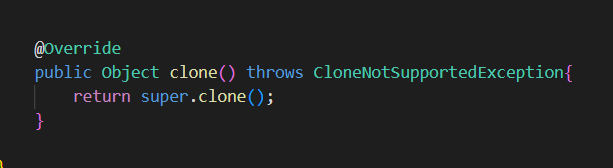 @Override
public Object clone() throws CloneNotSupportedException{
return super.clone();
}